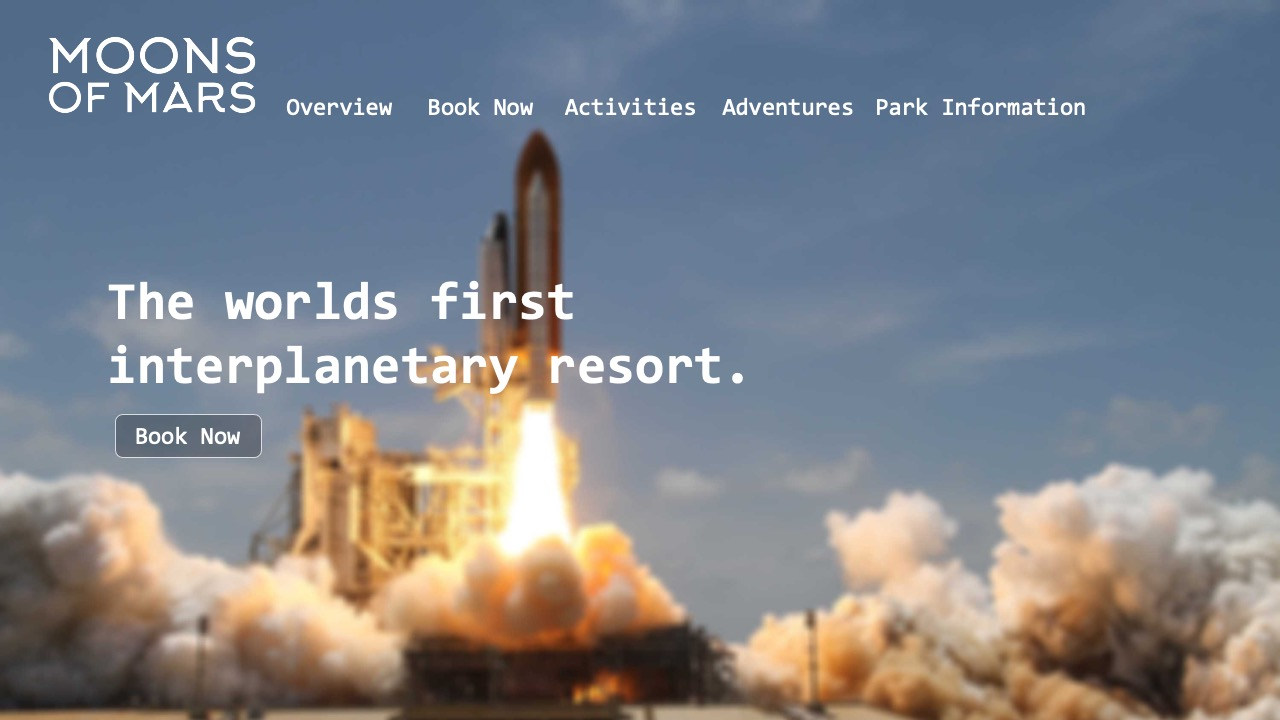 MOONS
OF MARS
Overview Book Now Activities Adventures Park Information
The worlds first
interplanetary resort.
Book Now